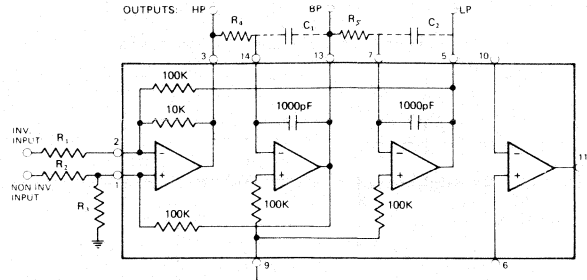 OUTPUTS: HP BP LP
R₄ C₁ R₅ C₂
3 14 13 7 5 10
100K
10K 1000pF 1000pF
INV. INPUT R₁ 2
R₂ 1
NON INV INPUT
R₃
100K 100K 100K
11
9 6